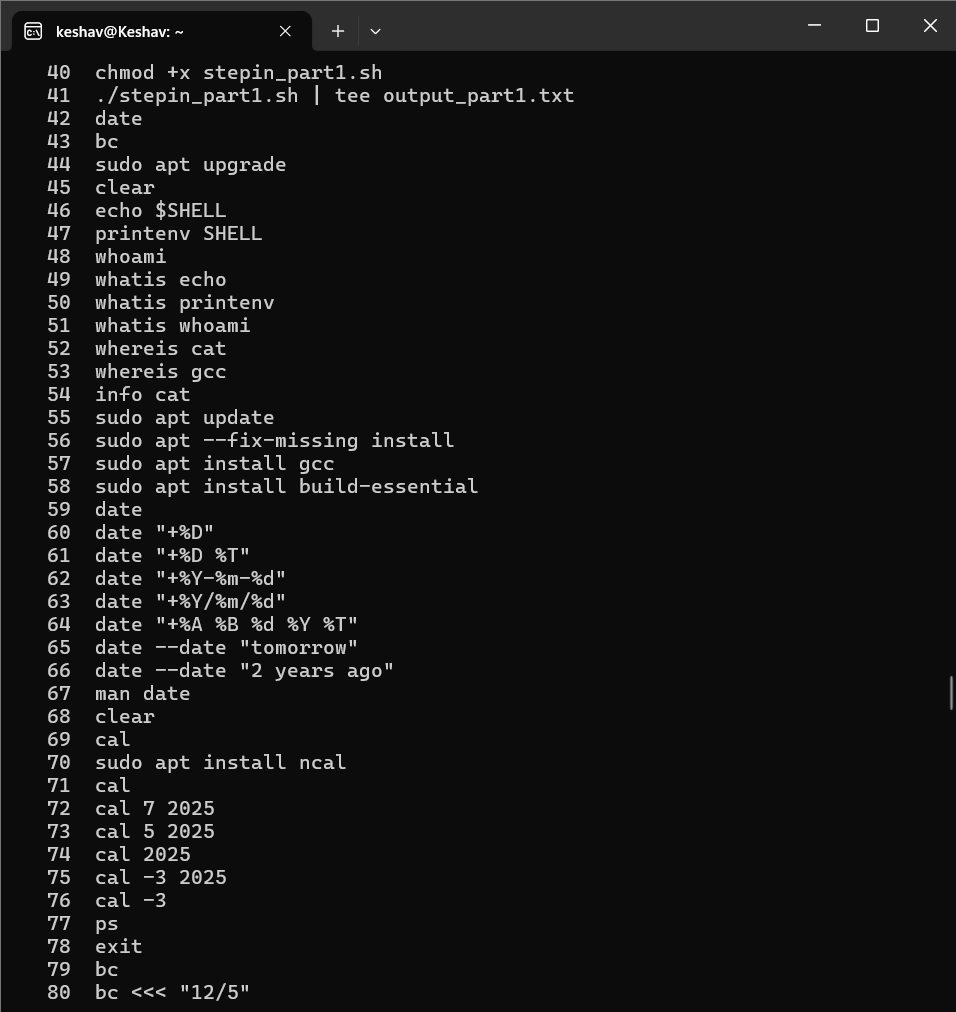 keshav@Keshav: ~
40 chmod +x stepin_part1.sh
41 ./stepin_part1.sh | tee output_part1.txt
42 date
43 bc
44 sudo apt upgrade
45 clear
46 echo $SHELL
47 printenv SHELL
48 whoami
49 whatis echo
50 whatis printenv
51 whatis whoami
52 whereis cat
53 whereis gcc
54 info cat
55 sudo apt update
56 sudo apt --fix-missing install
57 sudo apt install gcc
58 sudo apt install build-essential
59 date
60 date "+%D"
61 date "+%D %T"
62 date "+%Y-%m-%d"
63 date "+%Y/%m/%d"
64 date "+%A %B %d %Y %T"
65 date --date "tomorrow"
66 date --date "2 years ago"
67 man date
68 clear
69 cal
70 sudo apt install ncal
71 cal
72 cal 7 2025
73 cal 5 2025
74 cal 2025
75 cal -3 2025
76 cal -3
77 ps
78 exit
79 bc
80 bc <<< "12/5"